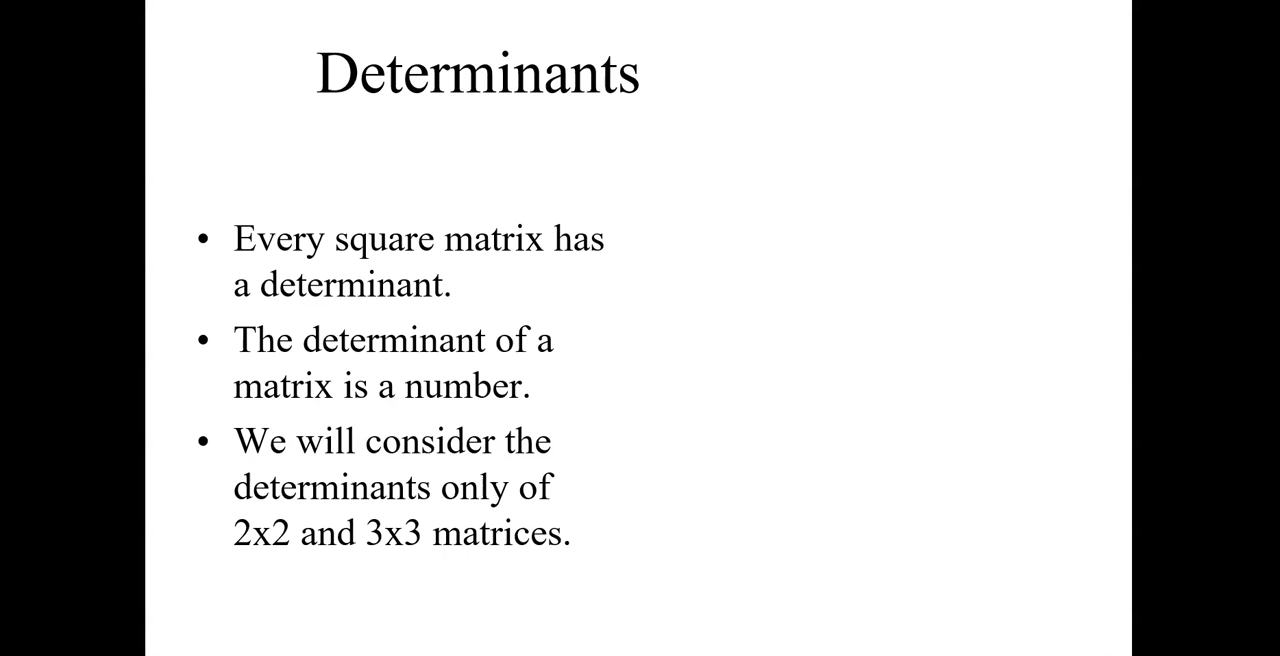 Determinants
• Every square matrix has
a determinant.
• The determinant of a
matrix is a number.
• We will consider the
determinants only of
2x2 and 3x3 matrices.